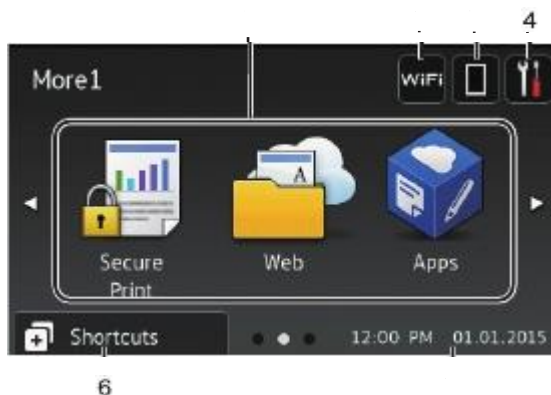 4
More1
WiFi
A
Secure
Print
Web
Apps
Shortcuts
12:00 PM 01.01.2015
6